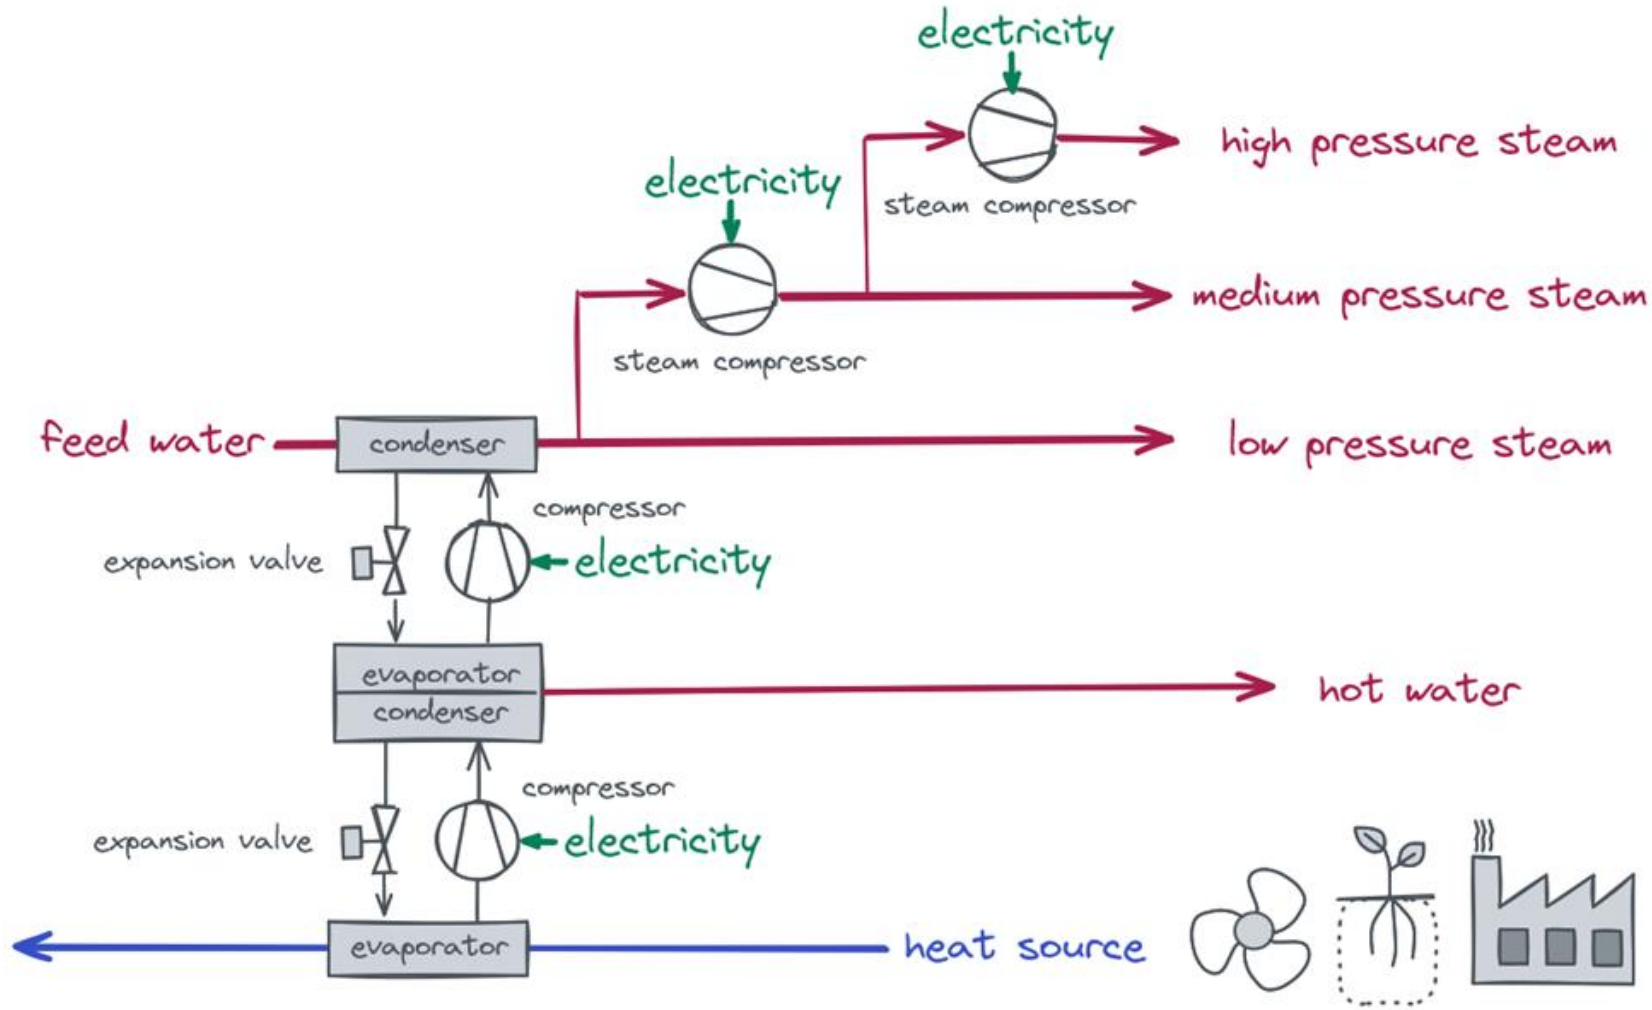 electricity
high pressure steam
electricity
steam compressor
medium pressure steam
steam compressor
feed water
condenser
low pressure steam
compressor
expansion valve
electricity
evaporator
hot water
condenser
compressor
expansion valve
electricity
evaporator
heat source